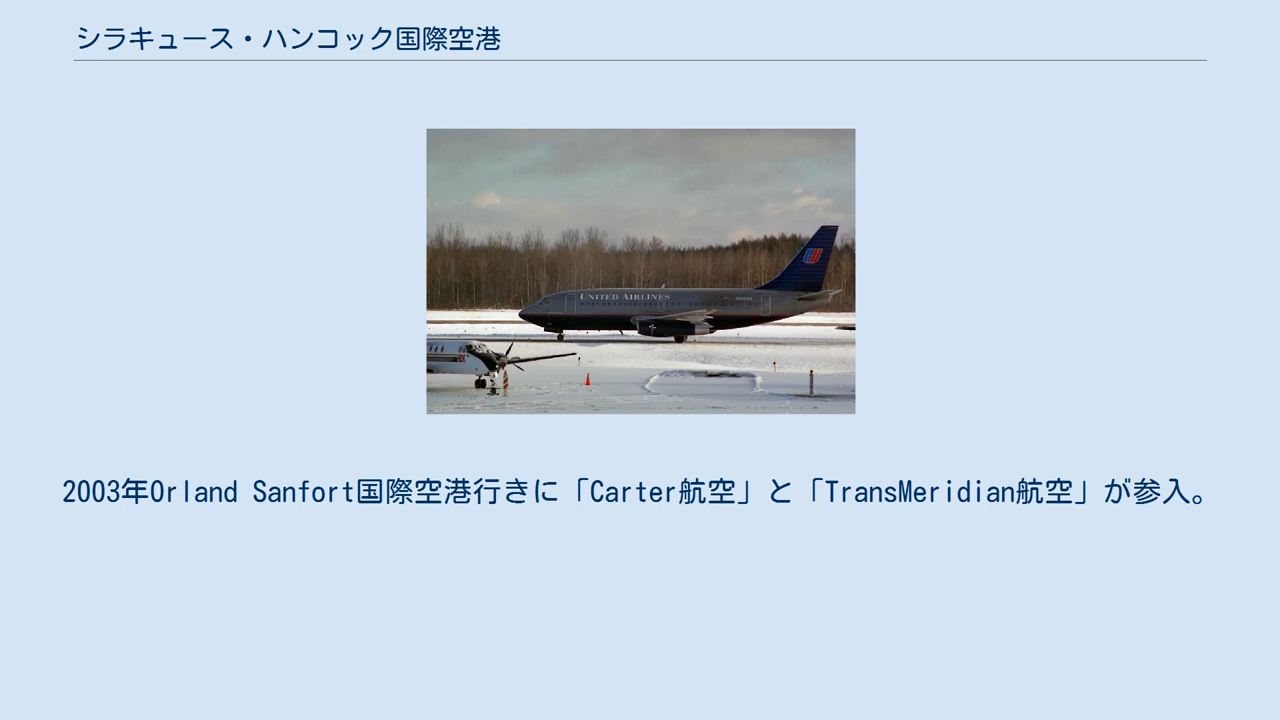 シラキュース・ハンコック国際空港
UNITED AIRLINES
2003年Orland Sanfort国際空港行きに「Carter航空」と「TransMeridian航空」が参入。